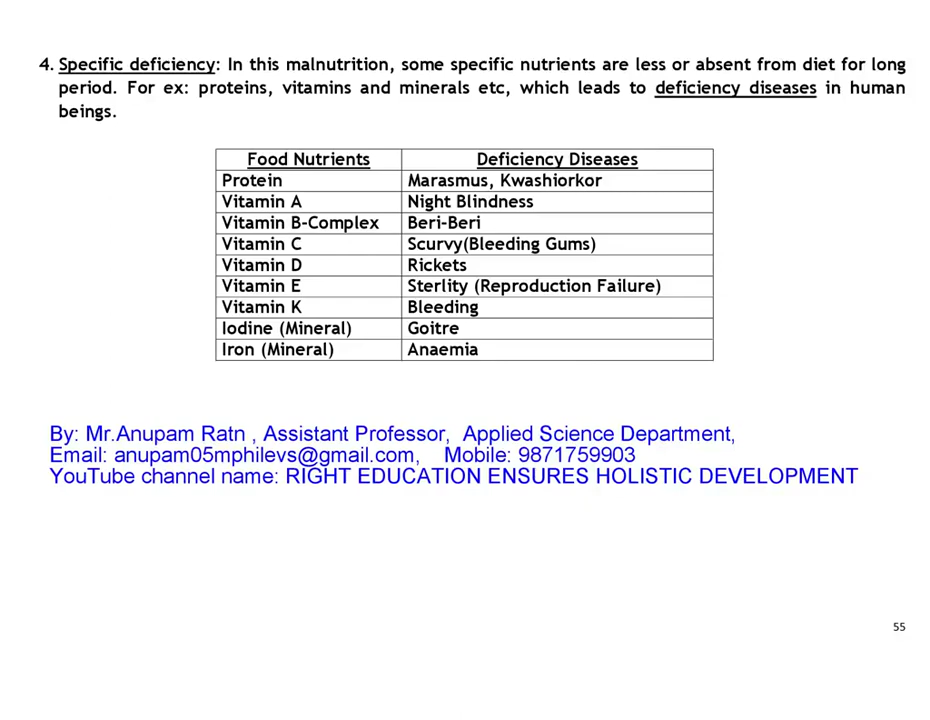 4. Specific deficiency: In this malnutrition, some specific nutrients are less or absent from diet for long
period. For ex: proteins, vitamins and minerals etc, which leads to deficiency diseases in human
beings.
Food Nutrients Deficiency Diseases
Protein Marasmus, Kwashiorkor
Vitamin A Night Blindness
Vitamin B-Complex Beri-Beri
Vitamin C Scurvy(Bleeding Gums)
Vitamin D Rickets
Vitamin E Sterlity (Reproduction Failure)
Vitamin K Bleeding
Iodine (Mineral) Goitre
Iron (Mineral) Anaemia
By: Mr.Anupam Ratn , Assistant Professor, Applied Science Department,
Email: anupam05mphilevs@gmail.com, Mobile: 9871759903
YouTube channel name: RIGHT EDUCATION ENSURES HOLISTIC DEVELOPMENT
55